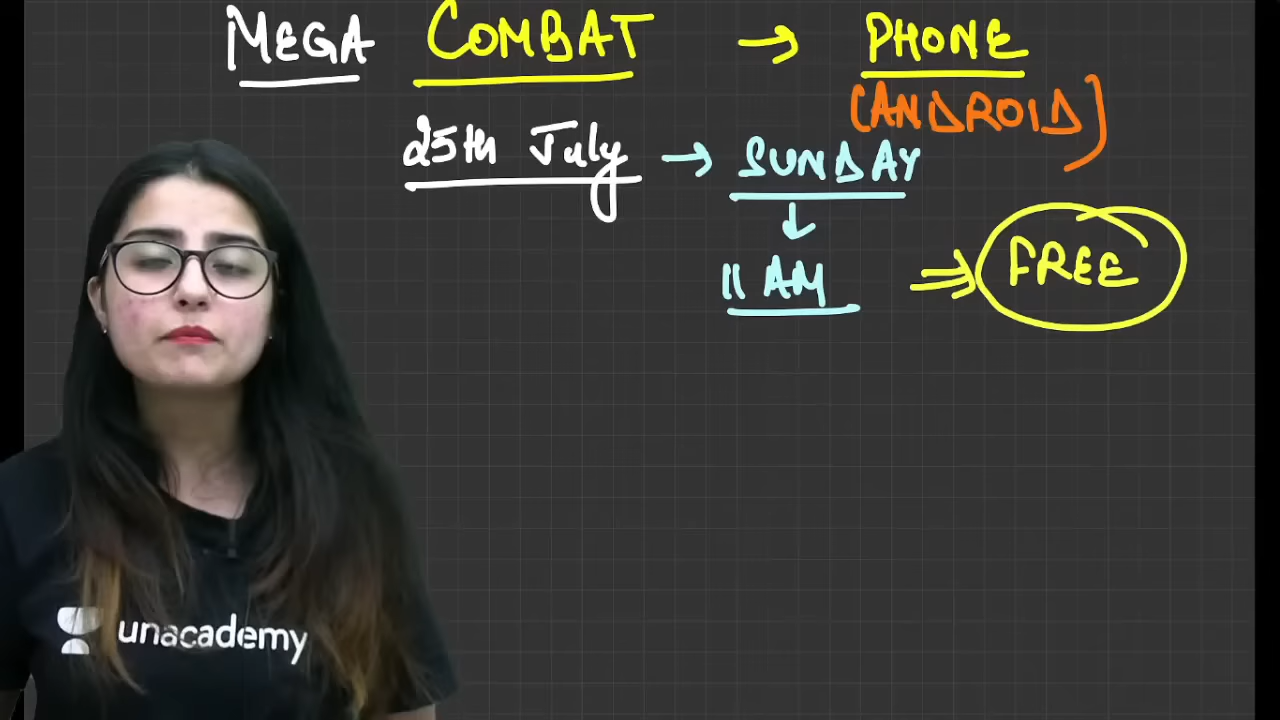 MEGA COMBAT → PHONE
(ANDROID)
25th July → SUNDAY
↓
11 AM ⇒ FREE
unacademy